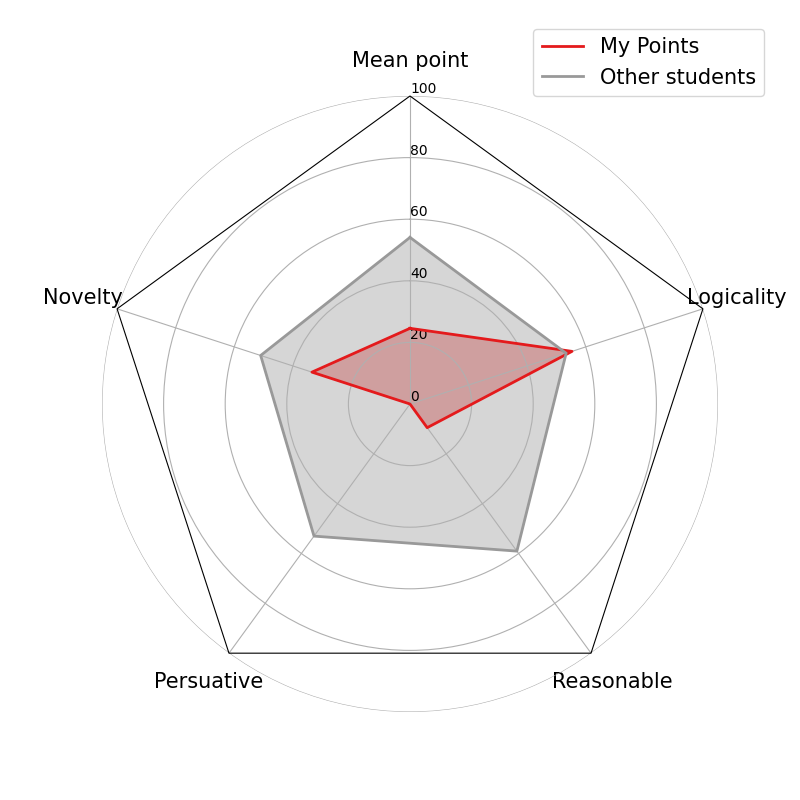 My Points
Other students
Mean point
100
80
60
Novelty
Logicality
40
20
0
Persuative
Reasonable